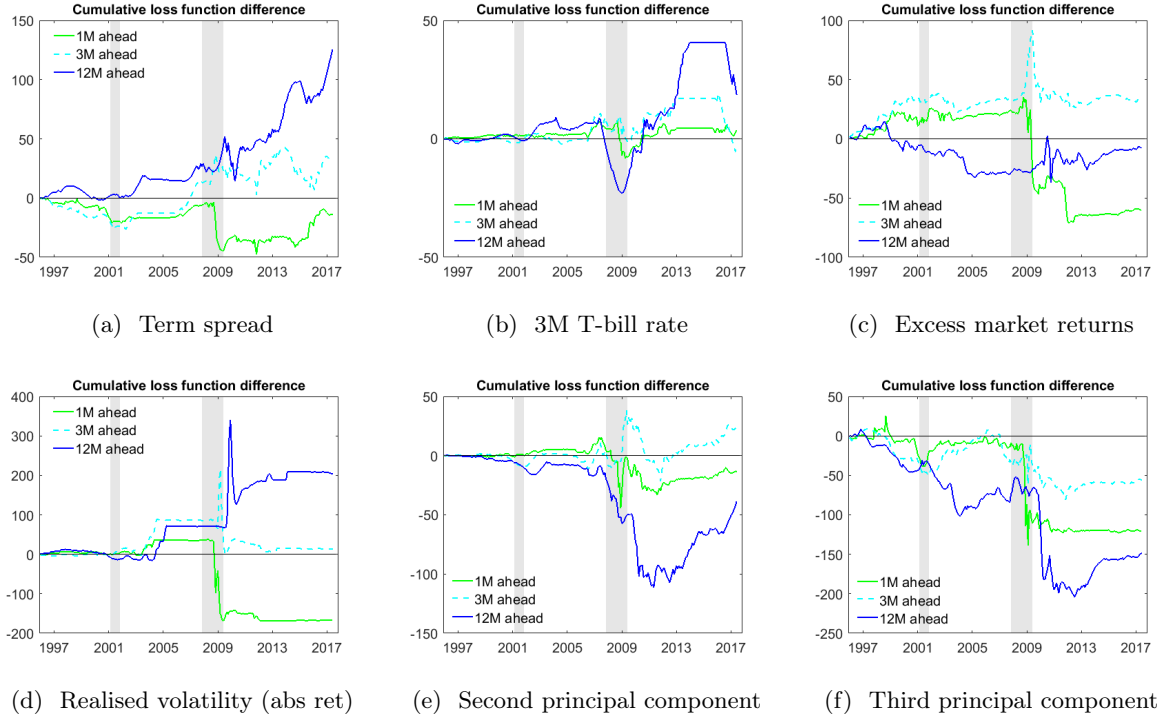 Cumulative loss function difference
150
100
50
0
-50
1M ahead
3M ahead
12M ahead
1997 2001 2005 2009 2013 2017
(a) Term spread
Cumulative loss function difference
50
0
-50
1M ahead
3M ahead
12M ahead
1997 2001 2005 2009 2013 2017
(b) 3M T-bill rate
Cumulative loss function difference
100
50
0
-50
-100
1M ahead
3M ahead
12M ahead
1997 2001 2005 2009 2013 2017
(c) Excess market returns
Cumulative loss function difference
400
300
200
100
0
-100
-200
1M ahead
3M ahead
12M ahead
1997 2001 2005 2009 2013 2017
(d) Realised volatility (abs ret)
Cumulative loss function difference
50
0
-50
-100
-150
1M ahead
3M ahead
12M ahead
1997 2001 2005 2009 2013 2017
(e) Second principal component
Cumulative loss function difference
50
0
-50
-100
-150
-200
-250
1M ahead
3M ahead
12M ahead
1997 2001 2005 2009 2013 2017
(f) Third principal component